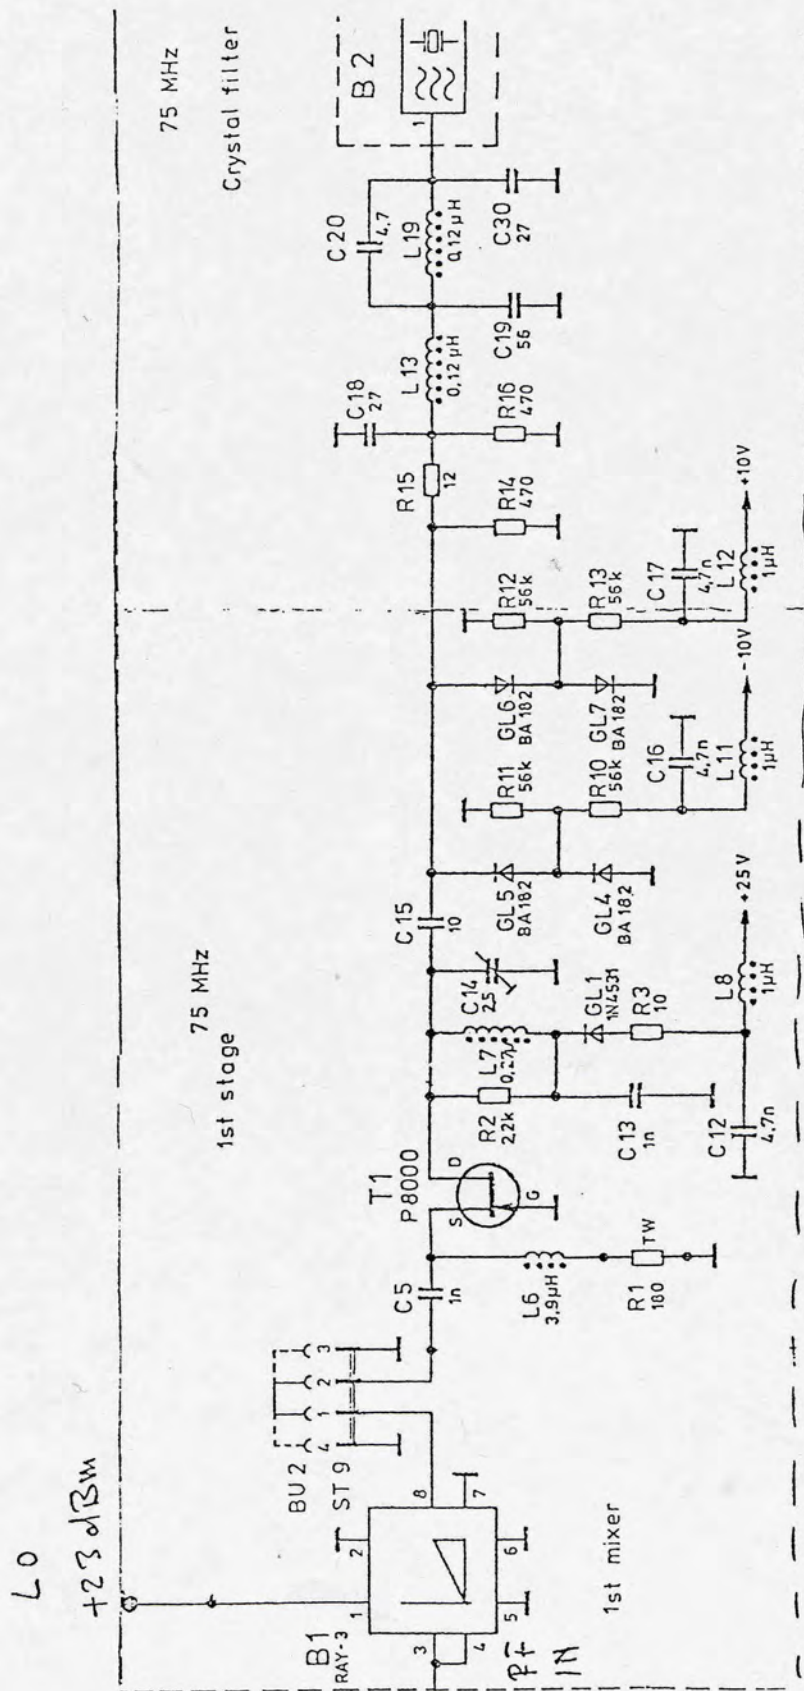 LO
+23 dBm
B1
RAY-3
1
2
3
4
5
6
7
8
RF
IN
1st mixer
BU 2
ST 9
4
1
2
3
C5
1n
L6
3,9µH
R1
180
TW
T1
P8000
S
D
G
1st stage
75 MHz
R2
2,2k
L7
C13
1n
C12
4,7n
GL1
1N4531
R3
10
L8
1µH
+25V
C14
2,5
C15
10
GL5
BA182
GL4
BA182
R11
56k
R10
56k
C16
4,7n
L11
1µH
-10V
GL6
BA182
GL7
BA182
R12
56k
R13
56k
C17
4,7n
L12
1µH
+10V
R14
470
R15
12
R16
470
C18
27
L13
0,12µH
C19
56
C20
4,7
L19
0,12µH
C30
27
B2
1
75 MHz
Crystal filter